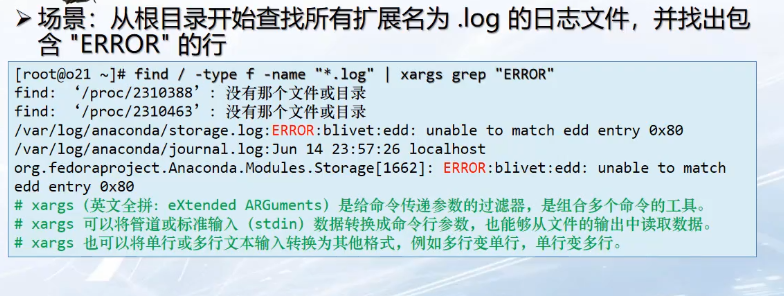 ➢ 场景：从根目录开始查找所有扩展名为 .log 的日志文件，并找出包
含 "ERROR" 的行
[root@o21 ~]# find / -type f -name "*.log" | xargs grep "ERROR"
find: ‘/proc/2310388’: 没有那个文件或目录
find: ‘/proc/2310463’: 没有那个文件或目录
/var/log/anaconda/storage.log:ERROR:blivet:edd: unable to match edd entry 0x80
/var/log/anaconda/journal.log:Jun 14 23:57:26 localhost
org.fedoraproject.Anaconda.Modules.Storage[1662]: ERROR:blivet:edd: unable to match
edd entry 0x80
# xargs (英文全拼: eXtended ARGuments) 是给命令传递参数的过滤器，是组合多个命令的工具。
# xargs 可以将管道或标准输入 (stdin) 数据转换成命令行参数，也能够从文件的输出中读取数据。
# xargs 也可以将单行或多行文本输入转换为其他格式，例如多行变单行，单行变多行。